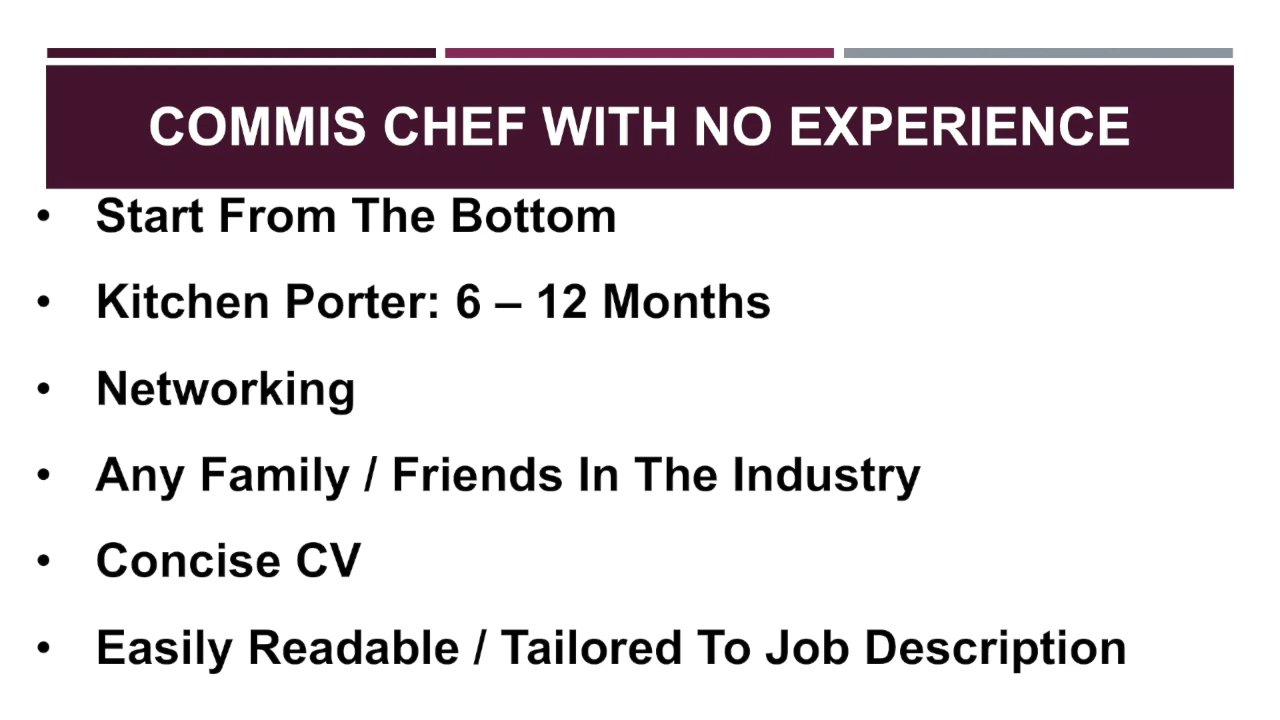 COMMIS CHEF WITH NO EXPERIENCE
• Start From The Bottom
• Kitchen Porter: 6 – 12 Months
• Networking
• Any Family / Friends In The Industry
• Concise CV
• Easily Readable / Tailored To Job Description